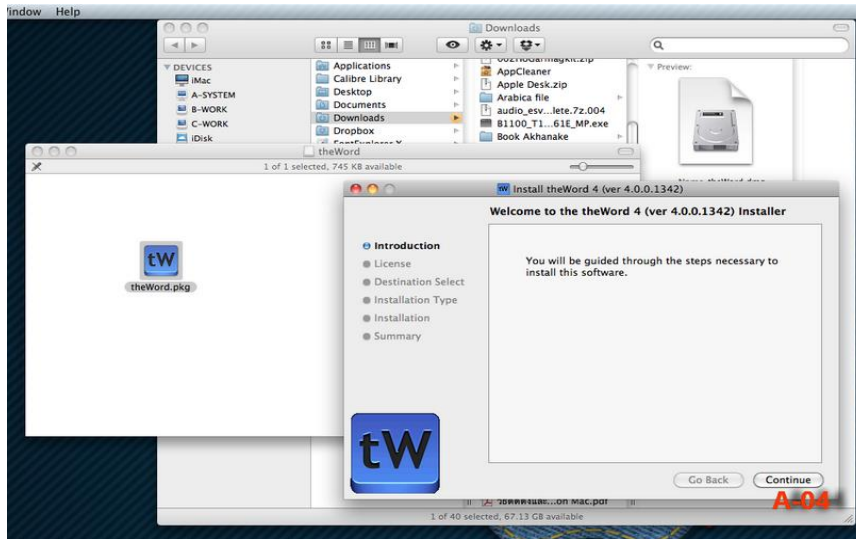 Window Help
Downloads
DEVICES
iMac
A-SYSTEM
B-WORK
C-WORK
iDisk
Applications
Calibre Library
Desktop
Documents
Downloads
Dropbox
AppCleaner
Apple Desk.zip
Arabica file
audio_esv...lete.7z.004
B1100_T1...61E_MP.exe
Book Akhanake
Preview:
theWord
1 of 1 selected, 745 KB available
tW
theWord.pkg
Install theWord 4 (ver 4.0.0.1342)
Welcome to the theWord 4 (ver 4.0.0.1342) Installer
Introduction
License
Destination Select
Installation Type
Installation
Summary
You will be guided through the steps necessary to
install this software.
tW
Go Back
Continue
A-04
1 of 40 selected, 67.13 GB available